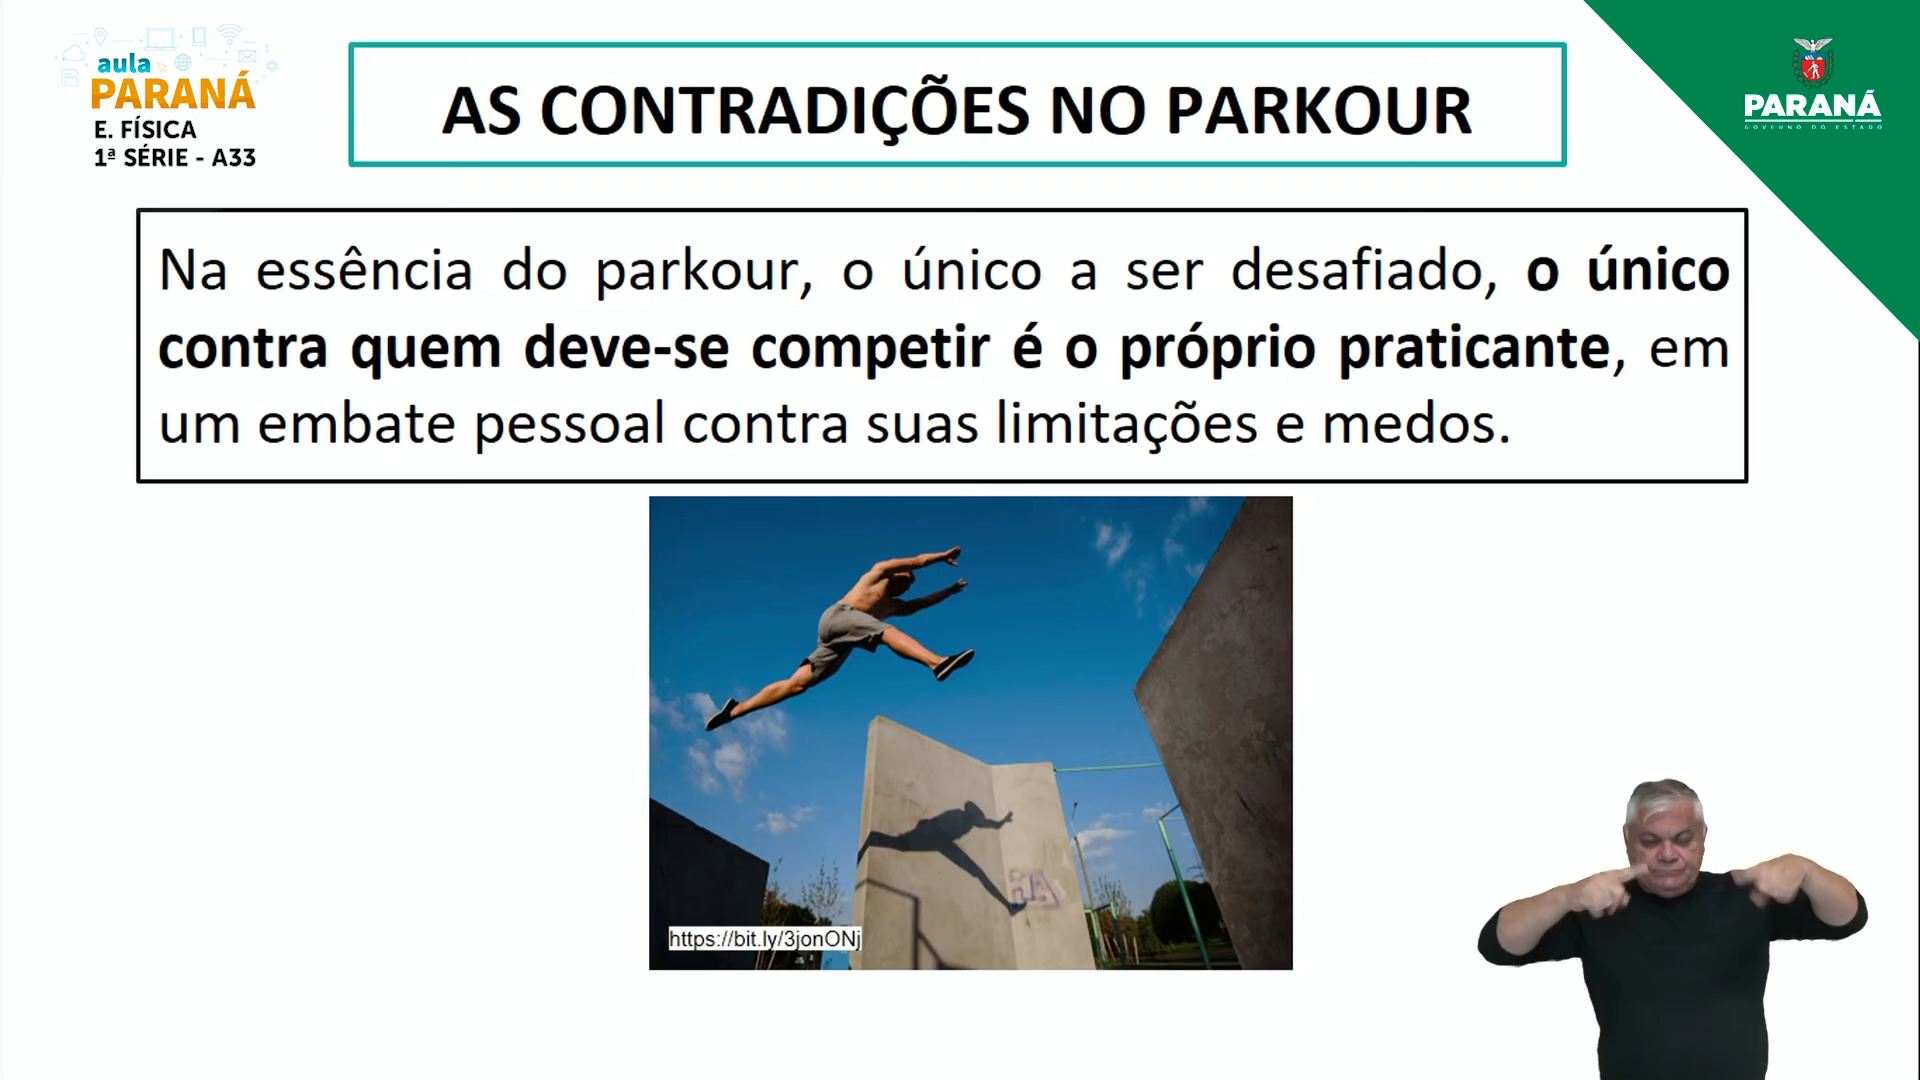 aula
PARANÁ
E. FÍSICA
1ª SÉRIE - A33
AS CONTRADIÇÕES NO PARKOUR
PARANÁ
GOVERNO DO ESTADO
Na essência do parkour, o único a ser desafiado, o único
contra quem deve-se competir é o próprio praticante, em
um embate pessoal contra suas limitações e medos.
https://bit.ly/3jonONj